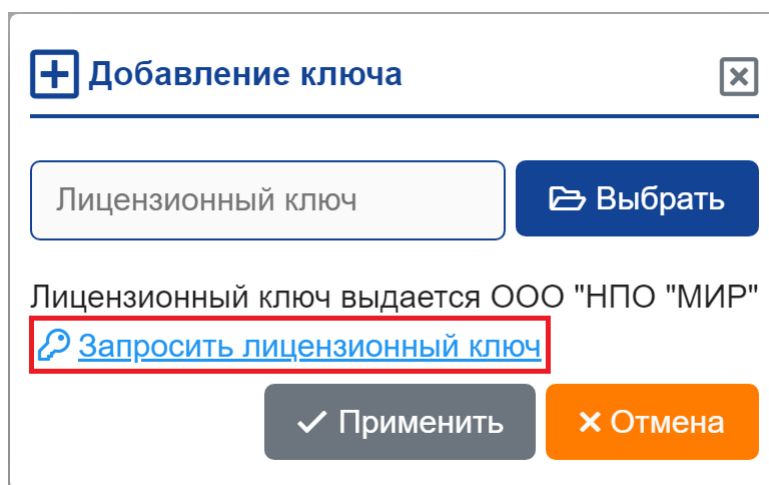 Добавление ключа
Лицензионный ключ
Выбрать
Лицензионный ключ выдается ООО "НПО "МИР"
Запросить лицензионный ключ
Применить
Отмена